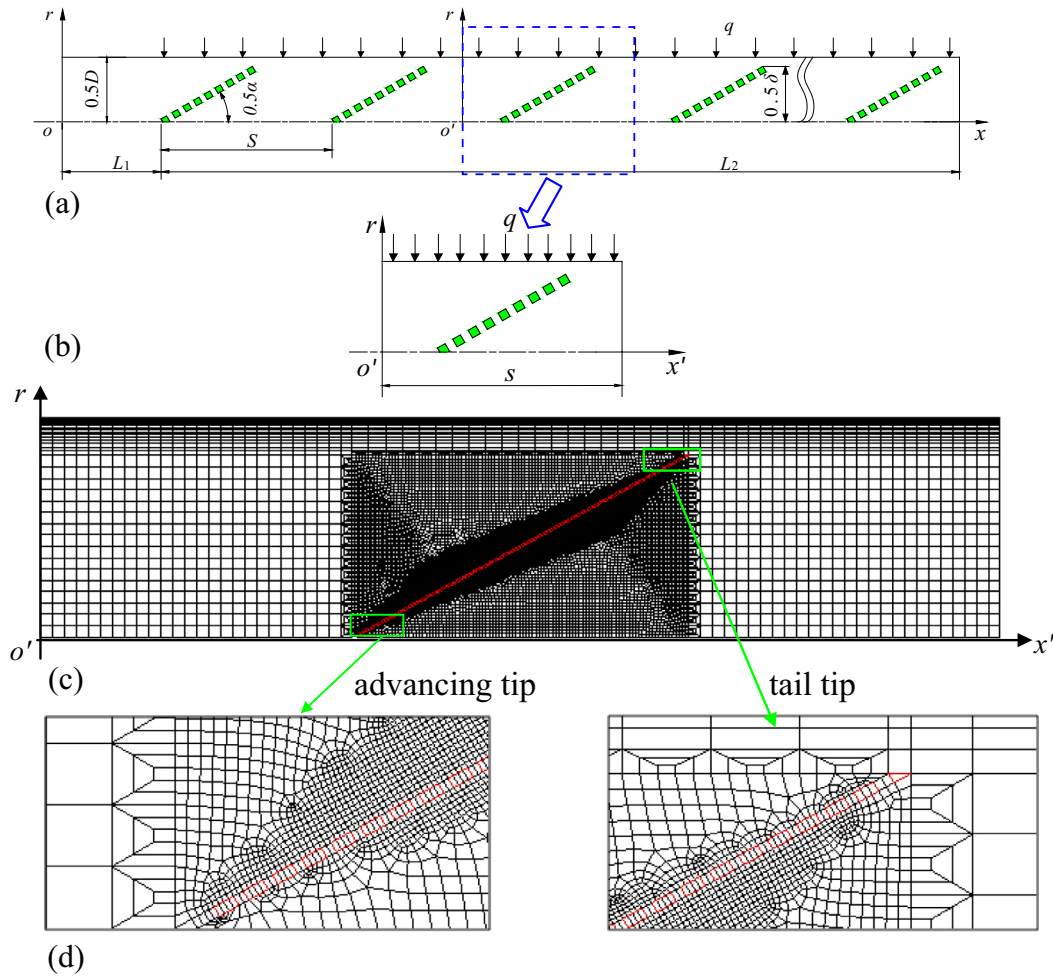 r
r
q
0.5D
0.5α
0.5δ
o
o'
x
S
L1
L2
(a)
r
q
(b)
o'
x'
s
r
o'
x'
(c)
advancing tip
tail tip
(d)